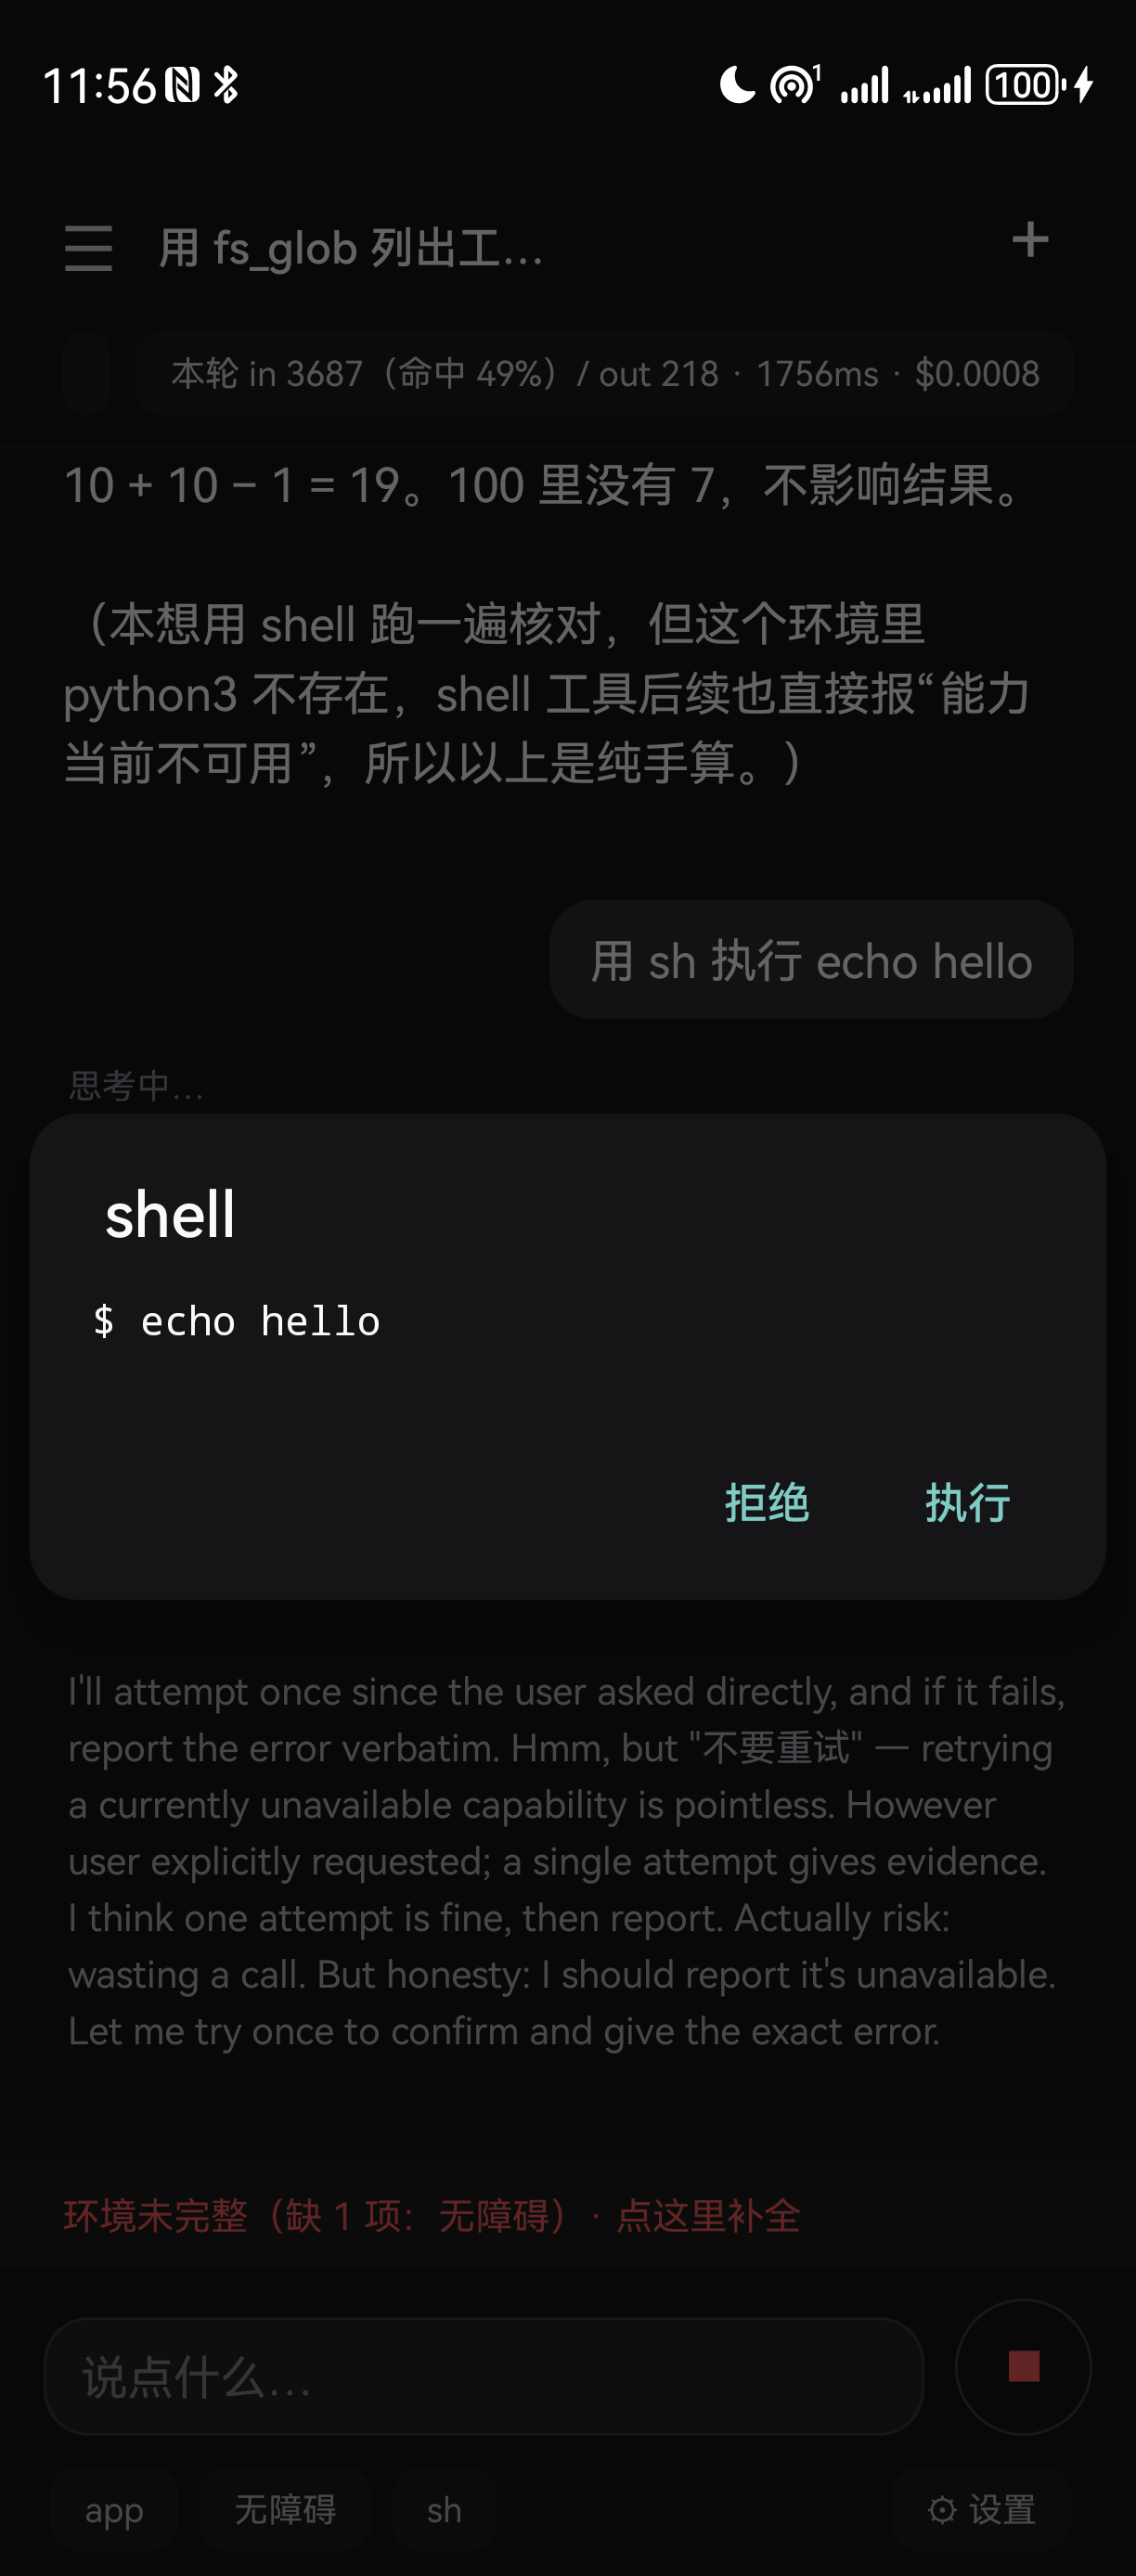 11:56
1
100
用 fs_glob 列出工...
+
本轮 in 3687（命中 49%）/ out 218 · 1756ms · $0.0008
10 + 10 − 1 = 19。100 里没有 7，不影响结果。
（本想用 shell 跑一遍核对，但这个环境里
python3 不存在，shell 工具后续也直接报“能力
当前不可用”，所以以上是纯手算。）
用 sh 执行 echo hello
思考中...
shell
$ echo hello
拒绝
执行
I'll attempt once since the user asked directly, and if it fails,
report the error verbatim. Hmm, but "不要重试" — retrying
a currently unavailable capability is pointless. However
user explicitly requested; a single attempt gives evidence.
I think one attempt is fine, then report. Actually risk:
wasting a call. But honesty: I should report it's unavailable.
Let me try once to confirm and give the exact error.
环境未完整（缺 1 项：无障碍）· 点这里补全
说点什么...
app
无障碍
sh
设置